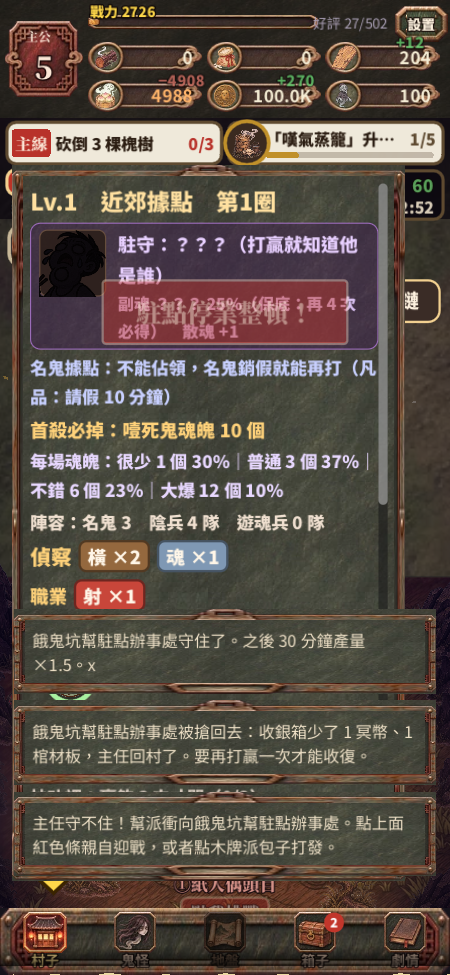 戰力 2726
好評 27/502
設置
主公
5
0
0
+12
204
−4908
4988
+270
100.0K
100
主線 砍倒 3 棵槐樹 0/3
「嘆氣蒸籠」升⋯ 1/5
60
2:52
Lv.1 近郊據點 第1圈
駐守：？？？（打贏就知道他
是誰）
副魂 ？？？ 25%（保底：再 4 次
必得） 散魂 +1
駐點停業整頓！
鏈
名鬼據點：不能佔領，名鬼銷假就能再打（凡
品：請假 10 分鐘）
首殺必掉：噎死鬼魂魄 10 個
每場魂魄：很少 1 個 30%｜普通 3 個 37%｜
不錯 6 個 23%｜大爆 12 個 10%
陣容：名鬼 3 陰兵 4 隊 遊魂兵 0 隊
偵察 橫 ×2 魂 ×1
職業 射 ×1
餓鬼坑幫駐點辦事處守住了。之後 30 分鐘產量
×1.5。x
餓鬼坑幫駐點辦事處被搶回去：收銀箱少了 1 冥幣、1
棺材板，主任回村了。要再打贏一次才能收復。
主任守不住！幫派衝向餓鬼坑幫駐點辦事處。點上面
紅色條親自迎戰，或者點木牌派包子打發。
①紙人偶頭目
村子
鬼怪
地盤
2
箱子
劇情